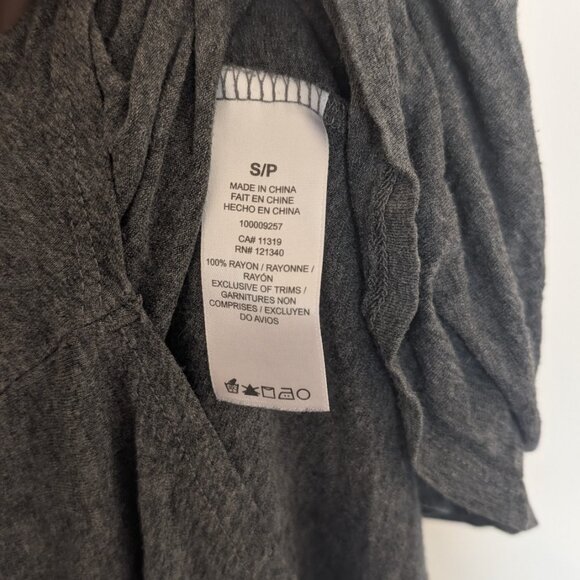 S/P
MADE IN CHINA
FAIT EN CHINE
HECHO EN CHINA
100009257
CA# 11319
RN# 121340
100% RAYON / RAYONNE /
RAYÓN
EXCLUSIVE OF TRIMS /
GARNITURES NON
COMPRISES / EXCLUYEN
DO AVIOS